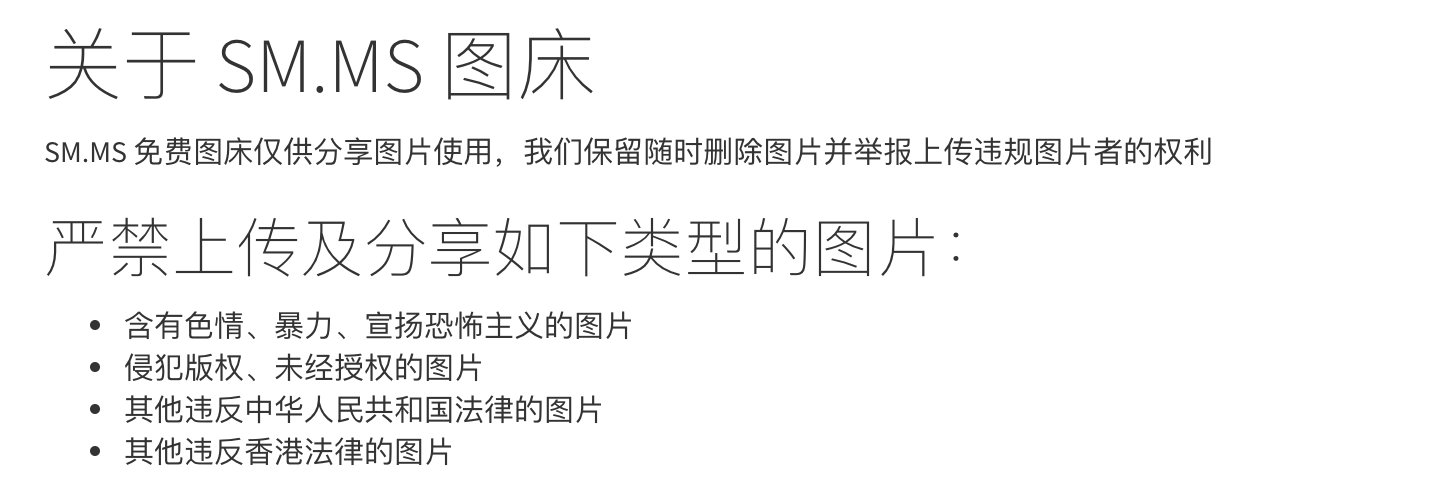 关于 SM.MS 图床
SM.MS 免费图床仅供分享图片使用，我们保留随时删除图片并举报上传违规图片者的权利
严禁上传及分享如下类型的图片：
• 含有色情、暴力、宣扬恐怖主义的图片
• 侵犯版权、未经授权的图片
• 其他违反中华人民共和国法律的图片
• 其他违反香港法律的图片